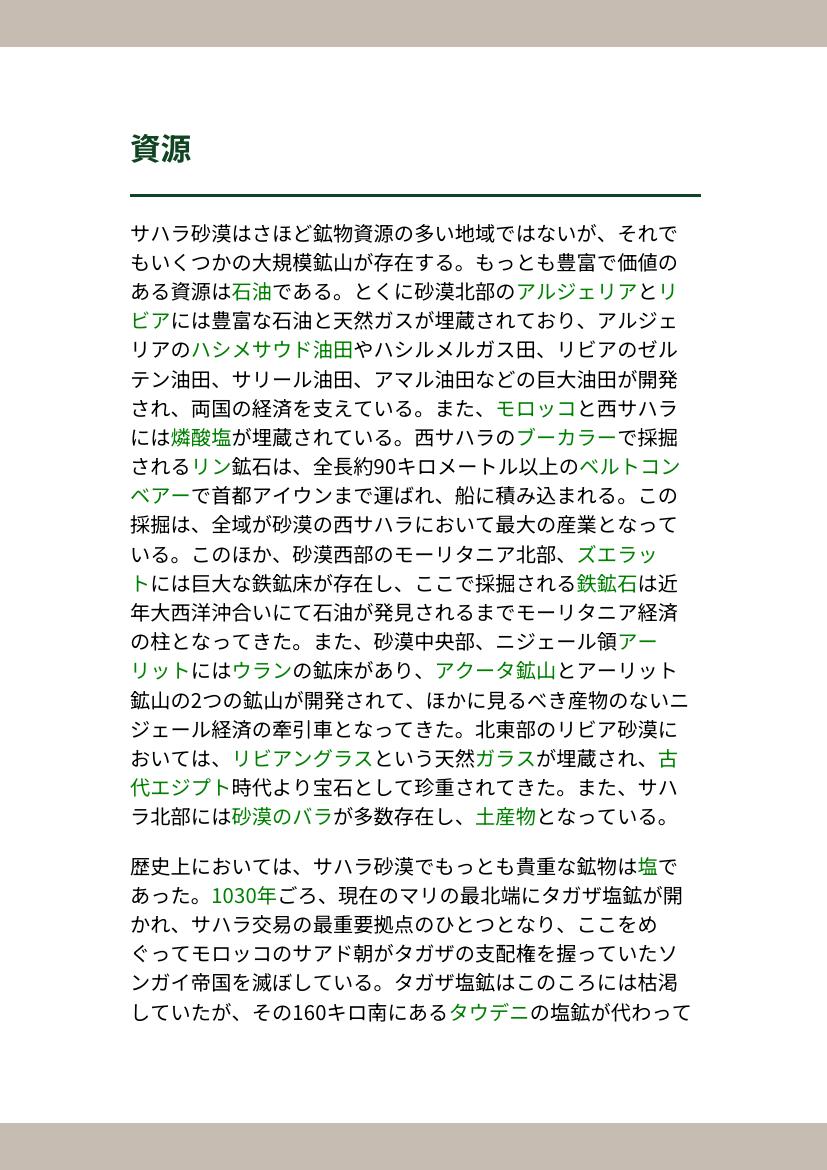 資源
サハラ砂漠はさほど鉱物資源の多い地域ではないが、それで
もいくつかの大規模鉱山が存在する。もっとも豊富で価値の
ある資源は石油である。とくに砂漠北部のアルジェリアとリ
ビアには豊富な石油と天然ガスが埋蔵されており、アルジェ
リアのハシメサウド油田やハシルメルガス田、リビアのゼル
テン油田、サリール油田、アマル油田などの巨大油田が開発
され、両国の経済を支えている。また、モロッコと西サハラ
には燐酸塩が埋蔵されている。西サハラのブーカラーで採掘
されるリン鉱石は、全長約90キロメートル以上のベルトコン
ベアーで首都アイウンまで運ばれ、船に積み込まれる。この
採掘は、全域が砂漠の西サハラにおいて最大の産業となって
いる。このほか、砂漠西部のモーリタニア北部、ズエラッ
トには巨大な鉄鉱床が存在し、ここで採掘される鉄鉱石は近
年大西洋沖合いにて石油が発見されるまでモーリタニア経済
の柱となってきた。また、砂漠中央部、ニジェール領アー
リットにはウランの鉱床があり、アクータ鉱山とアーリット
鉱山の2つの鉱山が開発されて、ほかに見るべき産物のないニ
ジェール経済の牽引車となってきた。北東部のリビア砂漠に
おいては、リビアングラスという天然ガラスが埋蔵され、古
代エジプト時代より宝石として珍重されてきた。また、サハ
ラ北部には砂漠のバラが多数存在し、土産物となっている。
歴史上においては、サハラ砂漠でもっとも貴重な鉱物は塩で
あった。1030年ごろ、現在のマリの最北端にタガザ塩鉱が開
かれ、サハラ交易の最重要拠点のひとつとなり、ここをめ
ぐってモロッコのサアド朝がタガザの支配権を握っていたソ
ンガイ帝国を滅ぼしている。タガザ塩鉱はこのころには枯渇
していたが、その160キロ南にあるタウデニの塩鉱が代わって